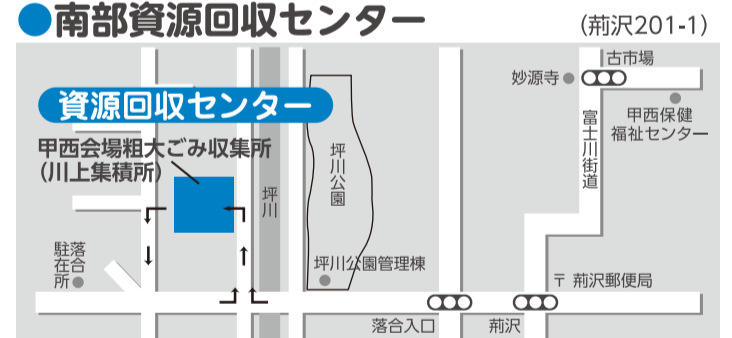 ●南部資源回収センター
(荊沢201-1)
資源回収センター
甲西会場粗大ごみ収集所
(川上集積所)
坪川
坪川公園
坪川公園管理棟
落合
駐在所
妙源寺
古市場
富士川街道
甲西保健
福祉センター
〒 荊沢郵便局
落合入口
荊沢